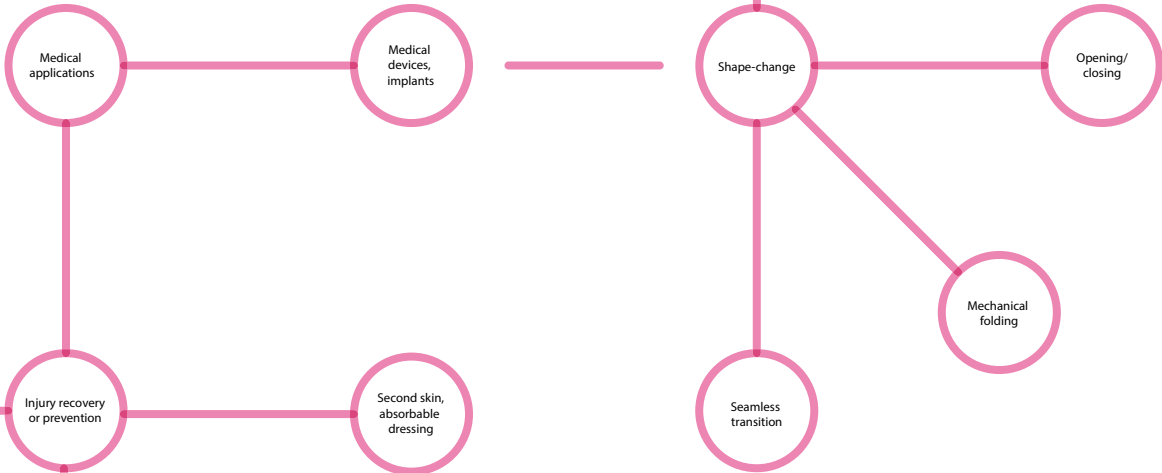 Medical
applications
Medical
devices,
implants
Shape-change
Opening/
closing
Mechanical
folding
Injury recovery
or prevention
Second skin,
absorbable
dressing
Seamless
transition